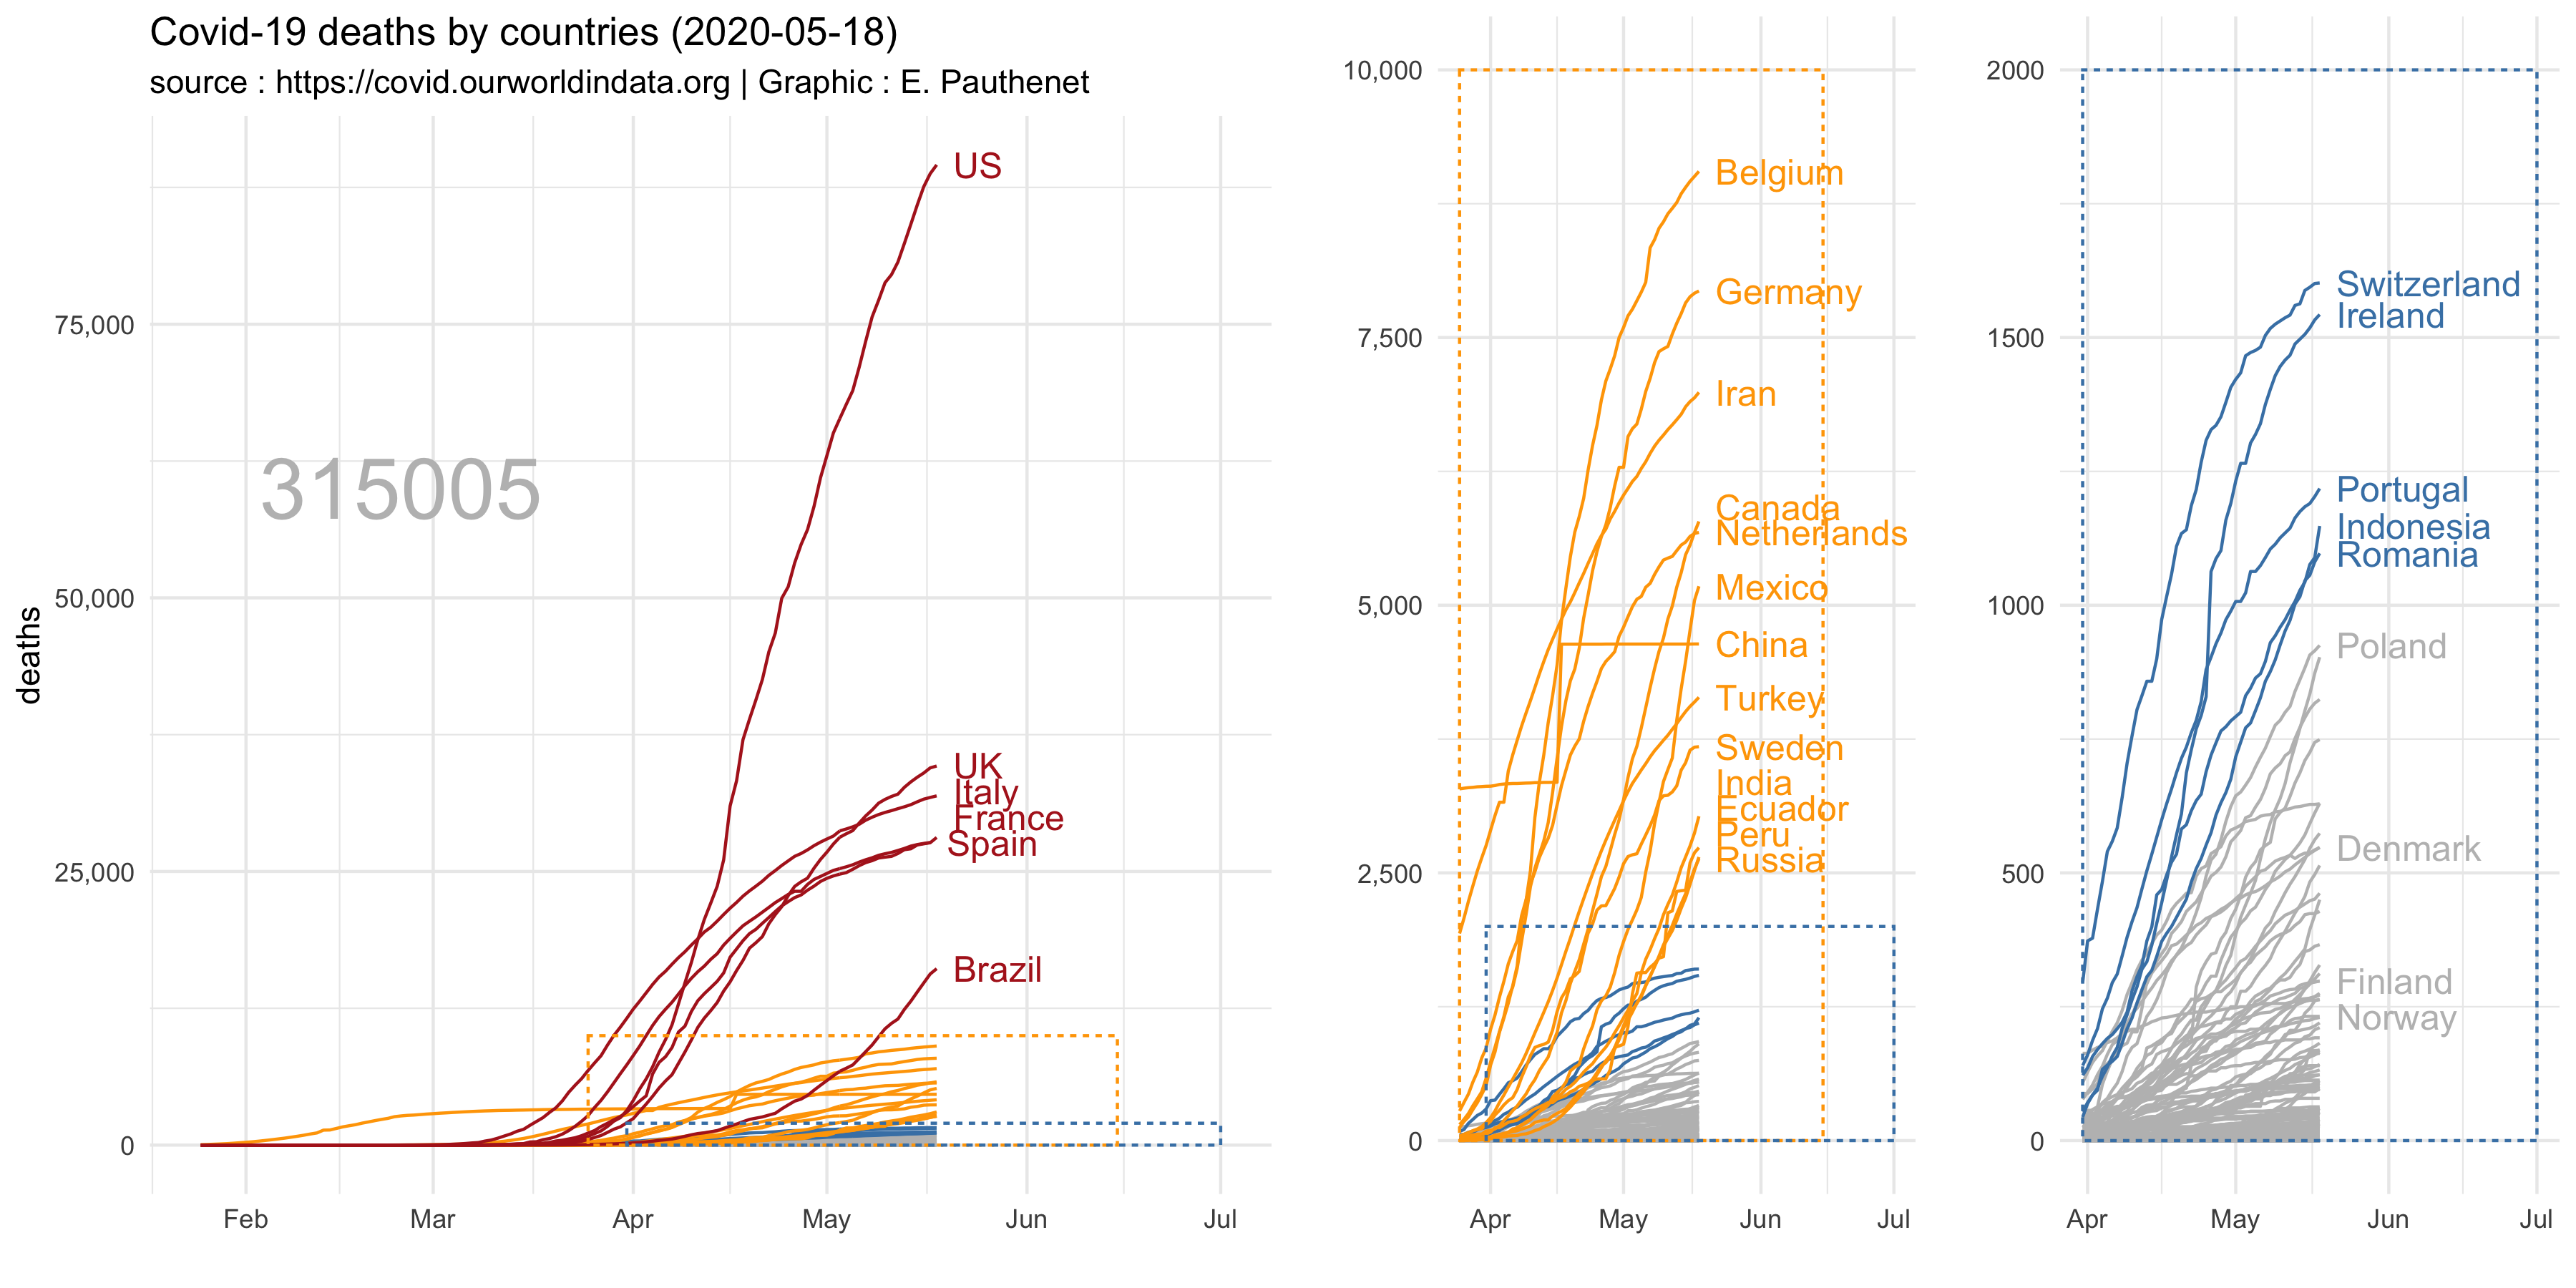 Covid-19 deaths by countries (2020-05-18)
source : https://covid.ourworldindata.org | Graphic : E. Pauthenet
deaths
75,000
50,000
25,000
0
315005
US
UK
Italy
France
Spain
Brazil
Feb Mar Apr May Jun Jul
10,000
7,500
5,000
2,500
0
Belgium
Germany
Iran
Canada
Netherlands
Mexico
China
Turkey
Sweden
India
Ecuador
Peru
Russia
Apr May Jun Jul
2000
1500
1000
500
0
Switzerland
Ireland
Portugal
Indonesia
Romania
Poland
Denmark
Finland
Norway
Apr May Jun Jul